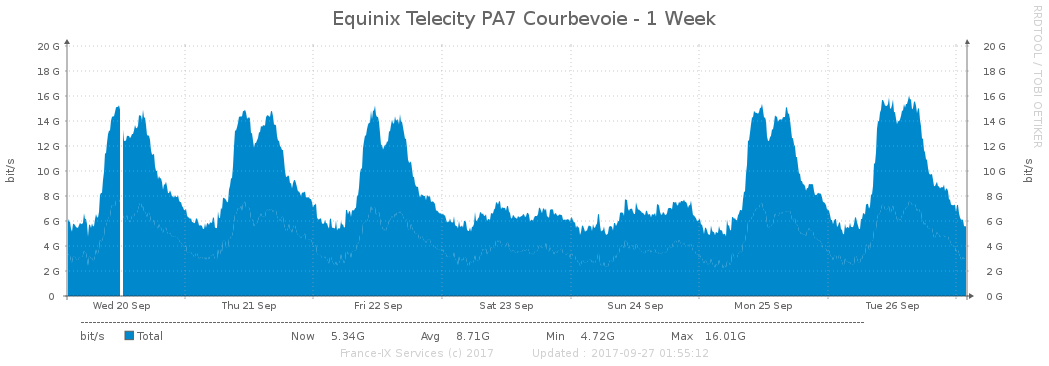 Equinix Telecity PA7 Courbevoie - 1 Week
RRDTOOL / TOBI OETIKER
bit/s
20 G
18 G
16 G
14 G
12 G
10 G
8 G
6 G
4 G
2 G
0
20 G
18 G
16 G
14 G
12 G
10 G
8 G
6 G
4 G
2 G
0 G
bit/s
Wed 20 Sep Thu 21 Sep Fri 22 Sep Sat 23 Sep Sun 24 Sep Mon 25 Sep Tue 26 Sep
bit/s Total Now 5.34G Avg 8.71G Min 4.72G Max 16.01G
France-IX Services (c) 2017 Updated : 2017-09-27 01:55:12